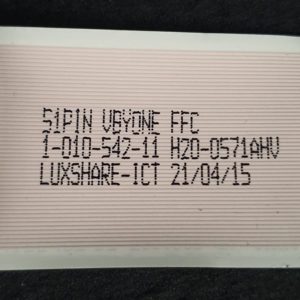 51PIN VBYONE FFC
1-010-542-11 H20-0571AHV
LUXSHARE-ICT 21/04/15